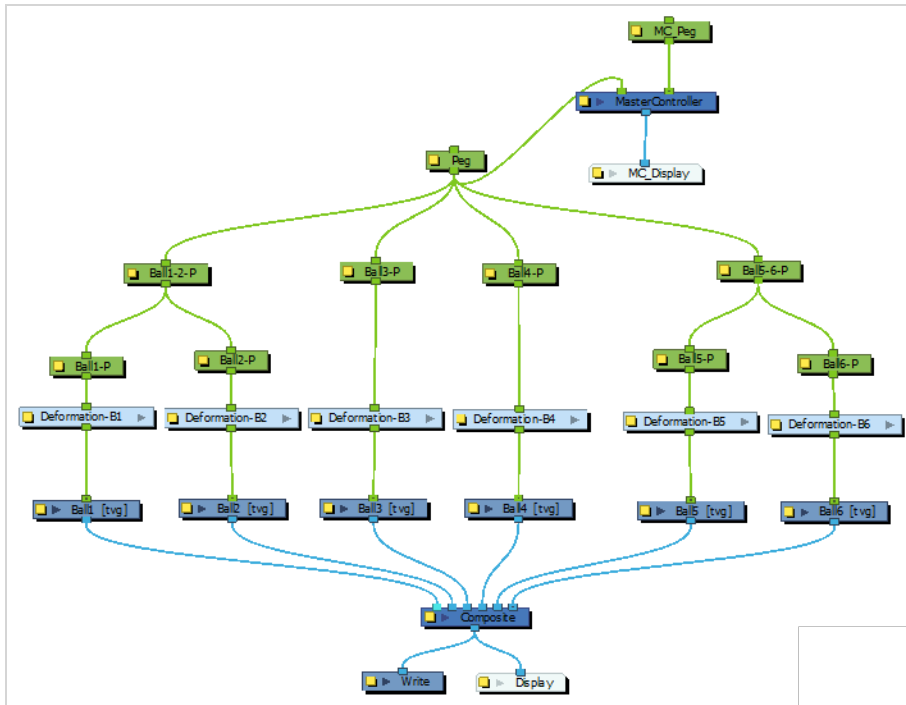 MC_Peg
MasterController
Peg
MC_Display
Ball1-2-P
Ball3-P
Ball4-P
Ball5-6-P
Ball1-P
Ball2-P
Ball5-P
Ball6-P
Deformation-B1
Deformation-B2
Deformation-B3
Deformation-B4
Deformation-B5
Deformation-B6
Ball1 [tvg]
Ball2 [tvg]
Ball3 [tvg]
Ball4 [tvg]
Ball5 [tvg]
Ball6 [tvg]
Composite
Write
Display